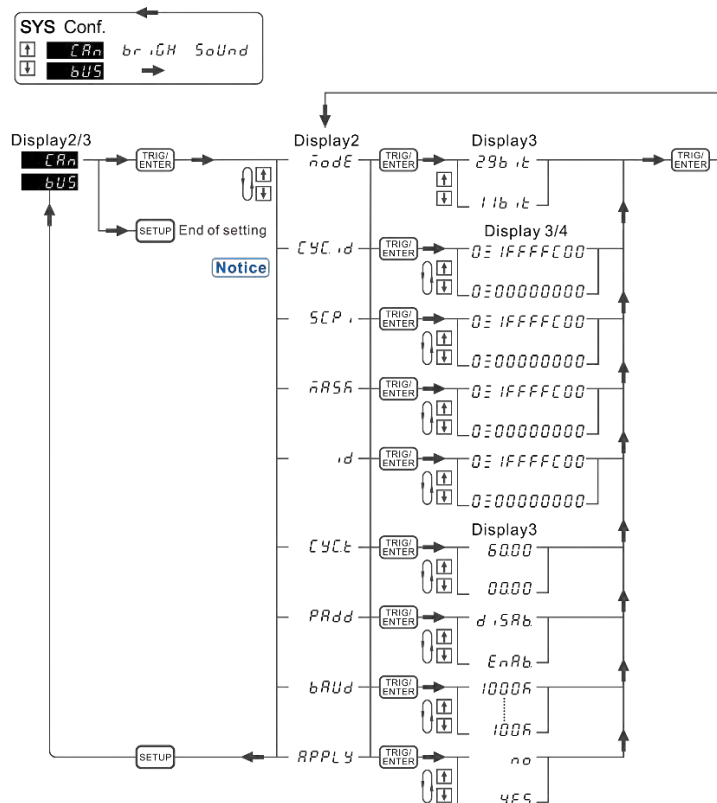 SYS Conf.
CAn briGH SoUnd
bUS
Display2/3 Display2 Display3
CAn TRIG/ENTER modE TRIG/ENTER 29bit TRIG/ENTER
bUS 11bit
SETUP End of setting
Display 3/4
Notice
CYC.id TRIG/ENTER 0=1FFFFC00
0=00000000
SCPi TRIG/ENTER 0=1FFFFC00
0=00000000
mASK TRIG/ENTER 0=1FFFFC00
0=00000000
id TRIG/ENTER 0=1FFFFC00
0=00000000
Display3
CYC.t TRIG/ENTER 60.00
00.00
PAdd TRIG/ENTER diSAb.
EnAb.
bAUd TRIG/ENTER 1000K
100K
SETUP APPLY TRIG/ENTER no
YES